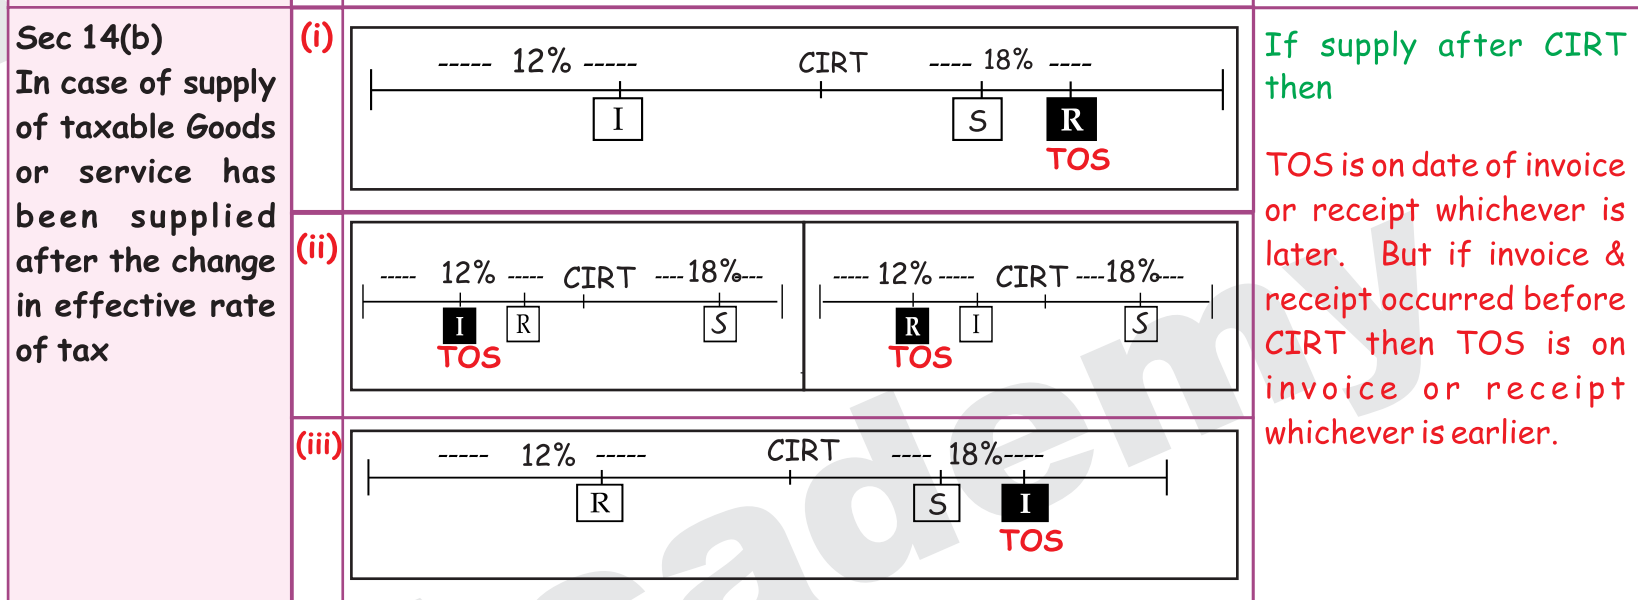 Sec 14(b)
In case of supply
of taxable Goods
or service has
been supplied
after the change
in effective rate
of tax
(i)
----- 12% ----- CIRT ---- 18% ----
I S R
TOS
(ii)
----- 12% ----- CIRT ---- 18% ----
I R S
TOS
----- 12% ----- CIRT ---- 18% ----
R I S
TOS
(iii)
----- 12% ----- CIRT ---- 18% ----
R S I
TOS
If supply after CIRT
then
TOS is on date of invoice
or receipt whichever is
later. But if invoice &
receipt occurred before
CIRT then TOS is on
invoice or receipt
whichever is earlier.